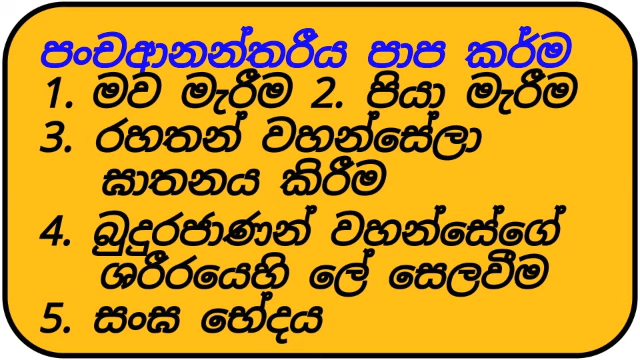 පංචආනන්තරීය පාප කර්ම
1. මව මැරීම 2. පියා මැරීම
3. රහතන් වහන්සේලා
ඝාතනය කිරීම
4. බුදුරජාණන් වහන්සේගේ
ශරීරයෙහි ලේ සෙලවීම
5. සංඝ භේදය